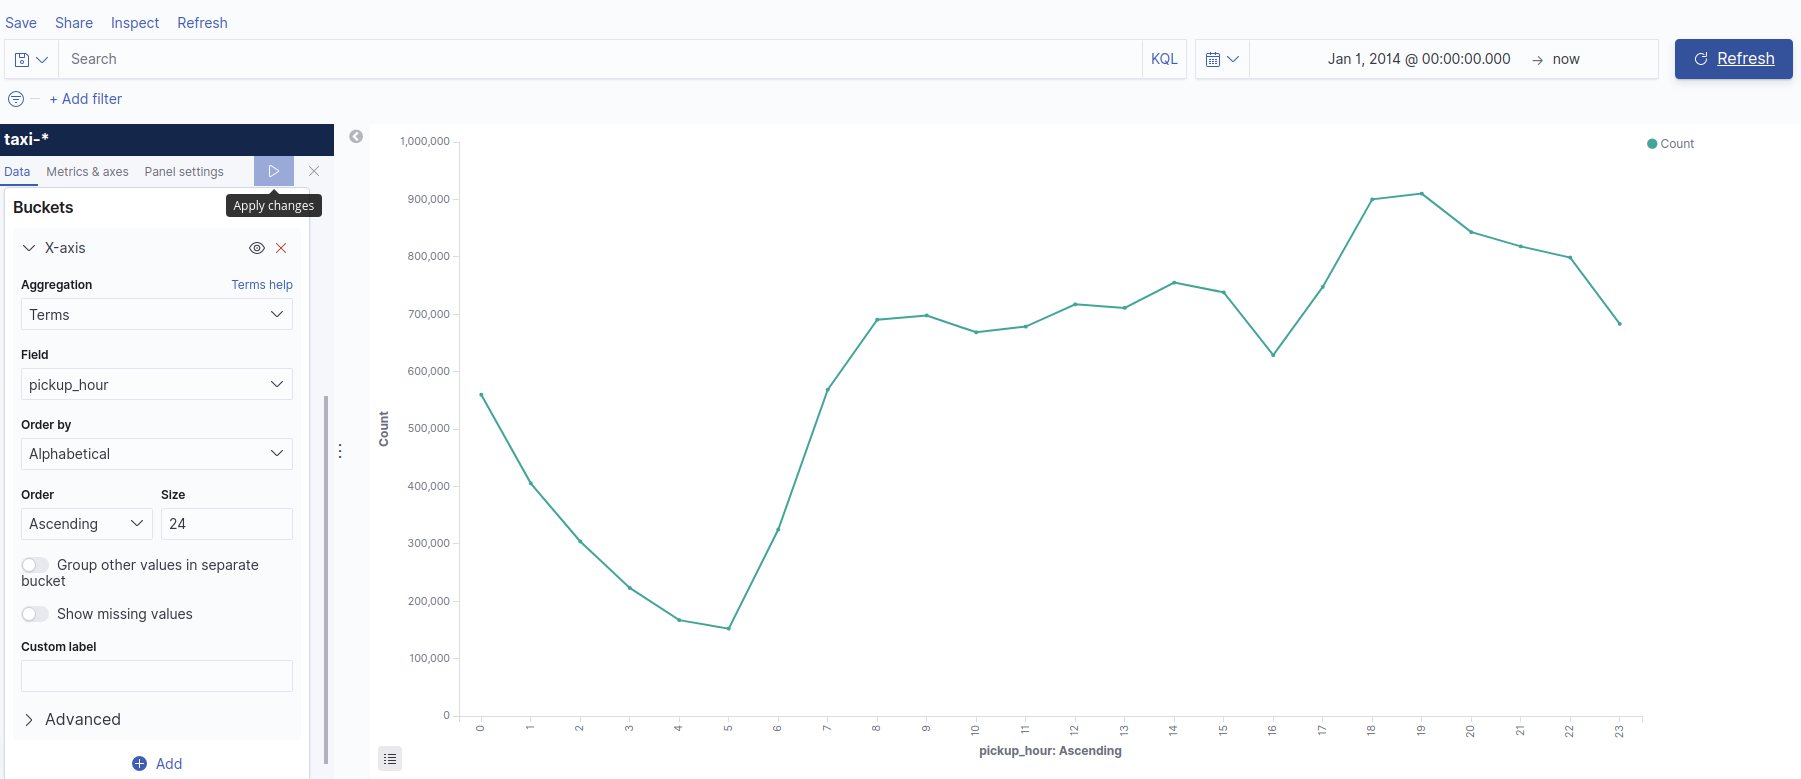 Save Share Inspect Refresh
Search KQL Jan 1, 2014 @ 00:00:00.000 → now Refresh
+ Add filter
taxi-*
Data Metrics & axes Panel settings
Apply changes
Buckets
X-axis
Aggregation Terms help
Terms
Field
pickup_hour
Order by
Alphabetical
Order Size
Ascending 24
Group other values in separate
bucket
Show missing values
Custom label
Advanced
Add
1,000,000
900,000
800,000
700,000
600,000
500,000
400,000
300,000
200,000
100,000
0
Count
0 1 2 3 4 5 6 7 8 9 10 11 12 13 14 15 16 17 18 19 20 21 22 23
pickup_hour: Ascending
Count